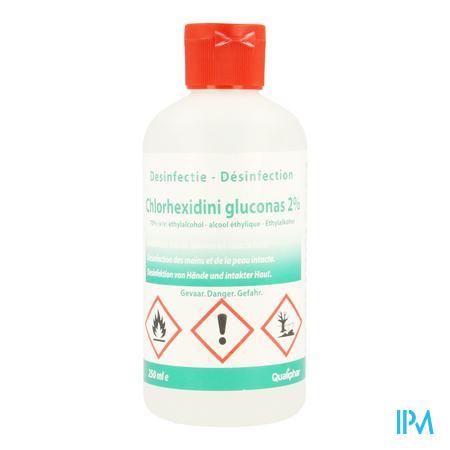 Desinfectie - Désinfection
Chlorhexidini gluconas 2%
ethylalcohol - alcool éthylique - Ethylalkohol
Désinfection des mains et de la peau intacte.
Desinfektion von Hände und intakter Haut.
Gevaar. Danger. Gefahr.
250 ml e
Qualiphar
IPM